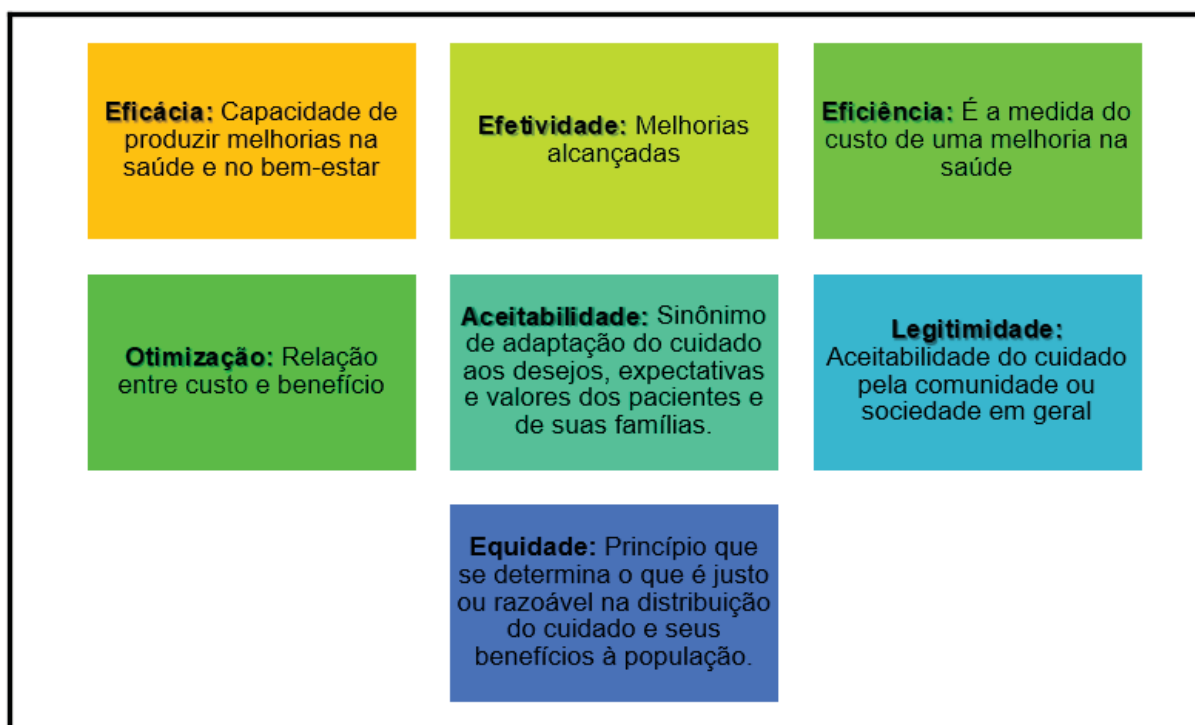 Eficácia: Capacidade de
produzir melhorias na
saúde e no bem-estar
Efetividade: Melhorias
alcançadas
Eficiência: É a medida do
custo de uma melhoria na
saúde
Otimização: Relação
entre custo e benefício
Aceitabilidade: Sinônimo
de adaptação do cuidado
aos desejos, expectativas
e valores dos pacientes e
de suas famílias.
Legitimidade:
Aceitabilidade do cuidado
pela comunidade ou
sociedade em geral
Equidade: Princípio que
se determina o que é justo
ou razoável na distribuição
do cuidado e seus
benefícios à população.